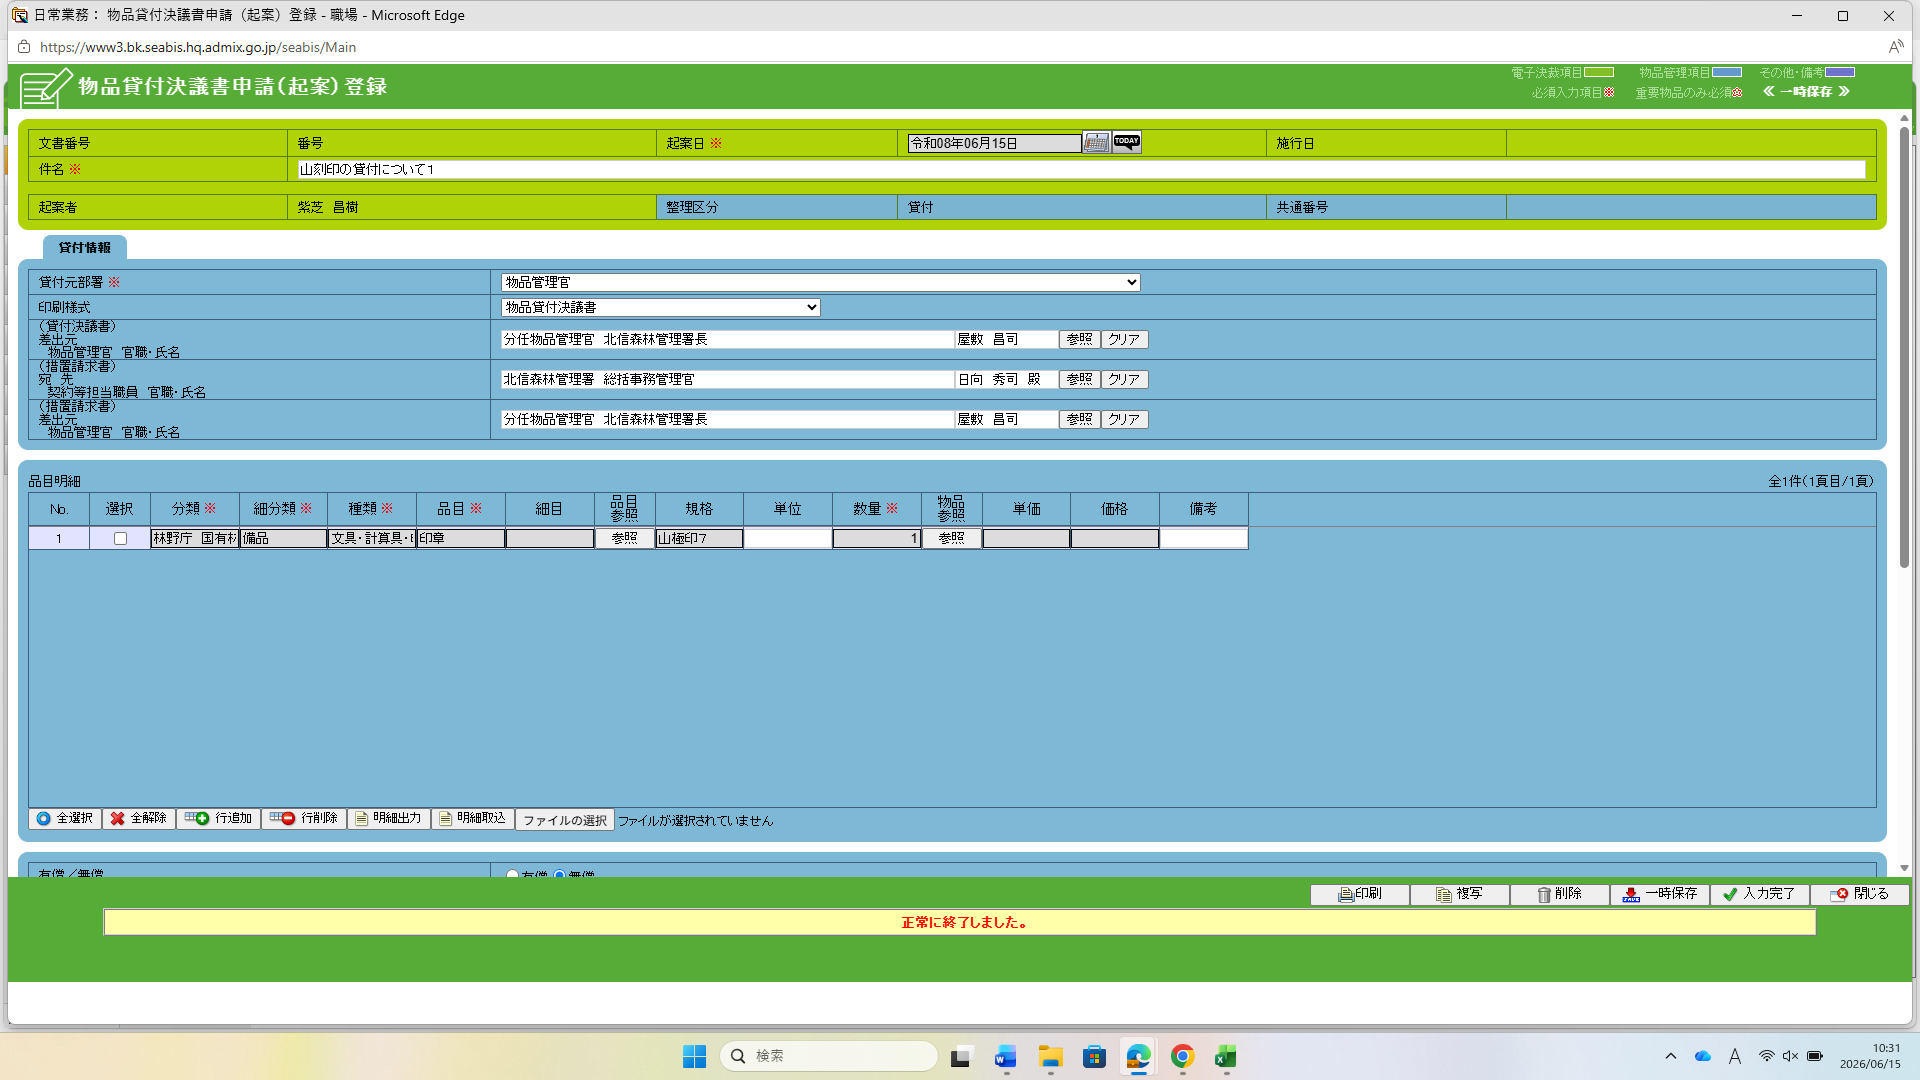 日常業務： 物品貸付決議書申請（起案）登録 - 職場 - Microsoft Edge
https://www3.bk.seabis.hq.admix.go.jp/seabis/Main
物品貸付決議書申請(起案)登録
電子決裁項目 物品管理項目 その他・備考
必須入力項目※ 重要物品のみ必須※ ≪ 一時保存 ≫
文書番号 番号 起案日 ※ 令和08年06月15日 TODAY 施行日
件名 ※ 山刻印の貸付について１
起案者 紫芝　昌樹 整理区分 貸付 共通番号
貸付情報
貸付元部署 ※ 物品管理官
印刷様式 物品貸付決議書
（貸付決議書）
差出元 分任物品管理官　北信森林管理署長 屋敷　昌司 参照 クリア
物品管理官　官職・氏名
（措置請求書）
宛　先 北信森林管理署　総括事務管理官 日向　秀司　殿 参照 クリア
契約等担当職員　官職・氏名
（措置請求書）
差出元 分任物品管理官　北信森林管理署長 屋敷　昌司 参照 クリア
物品管理官　官職・氏名
品目明細 全1件(1頁目/1頁)
No. 選択 分類 ※ 細分類 ※ 種類 ※ 品目 ※ 細目 品目参照 規格 単位 数量 ※ 物品参照 単価 価格 備考
1 林野庁　国有林 備品 文具・計算具・ 印章 参照 山極印７ 1 参照
全選択 全解除 行追加 行削除 明細出力 明細取込 ファイルの選択 ファイルが選択されていません
有償／無償 有償 無償
印刷 複写 削除 一時保存 入力完了 閉じる
正常に終了しました。
検索
A 10:31
2026/06/15